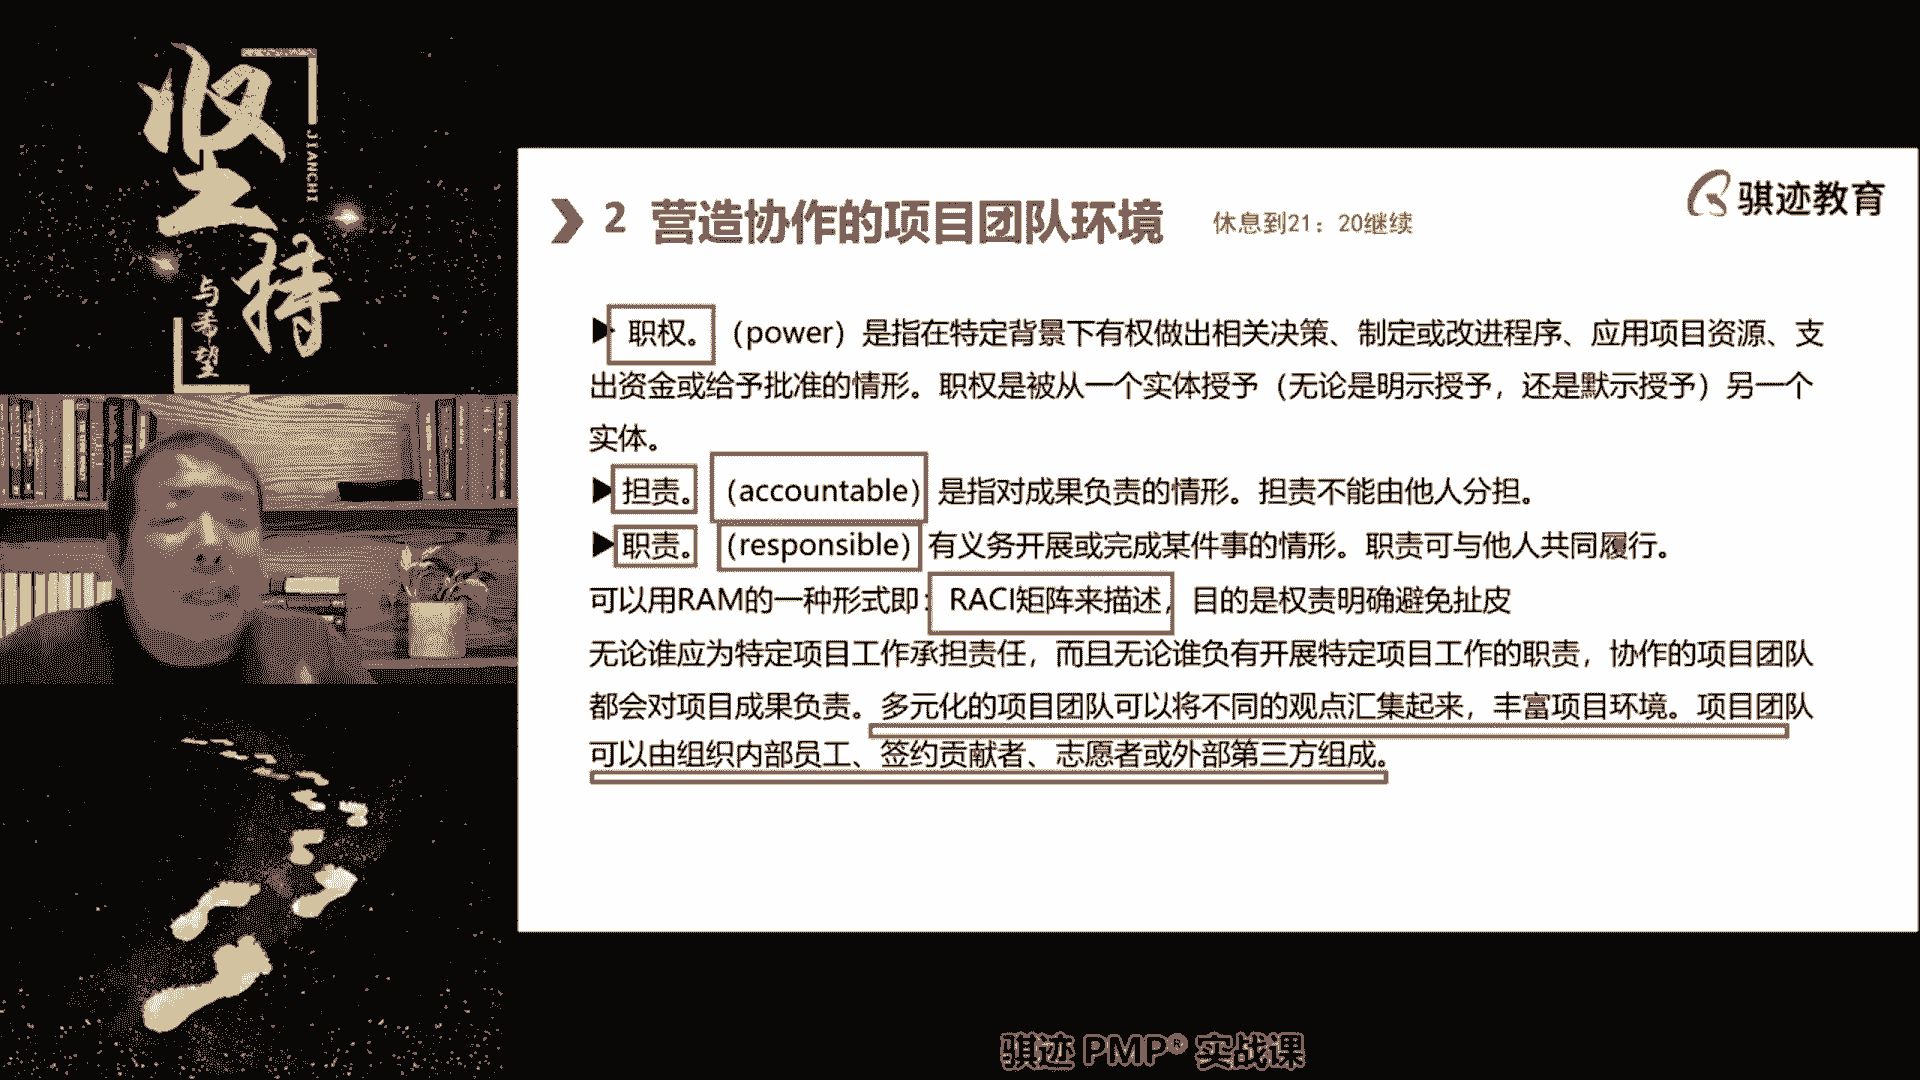 坚持
JIANCHI
与希望
2 营造协作的项目团队环境
休息到21：20继续
骐迹教育
职权。（power）是指在特定背景下有权做出相关决策、制定或改进程序、应用项目资源、支
出资金或给予批准的情形。职权是被从一个实体授予（无论是明示授予，还是默示授予）另一个
实体。
担责。（accountable）是指对成果负责的情形。担责不能由他人分担。
职责。（responsible）有义务开展或完成某件事的情形。职责可与他人共同履行。
可以用RAM的一种形式即：RACI矩阵来描述，目的是权责明确避免扯皮
无论谁应为特定项目工作承担责任，而且无论谁负有开展特定项目工作的职责，协作的项目团队
都会对项目成果负责。多元化的项目团队可以将不同的观点汇集起来，丰富项目环境。项目团队
可以由组织内部员工、签约贡献者、志愿者或外部第三方组成。
骐迹 PMP® 实战课